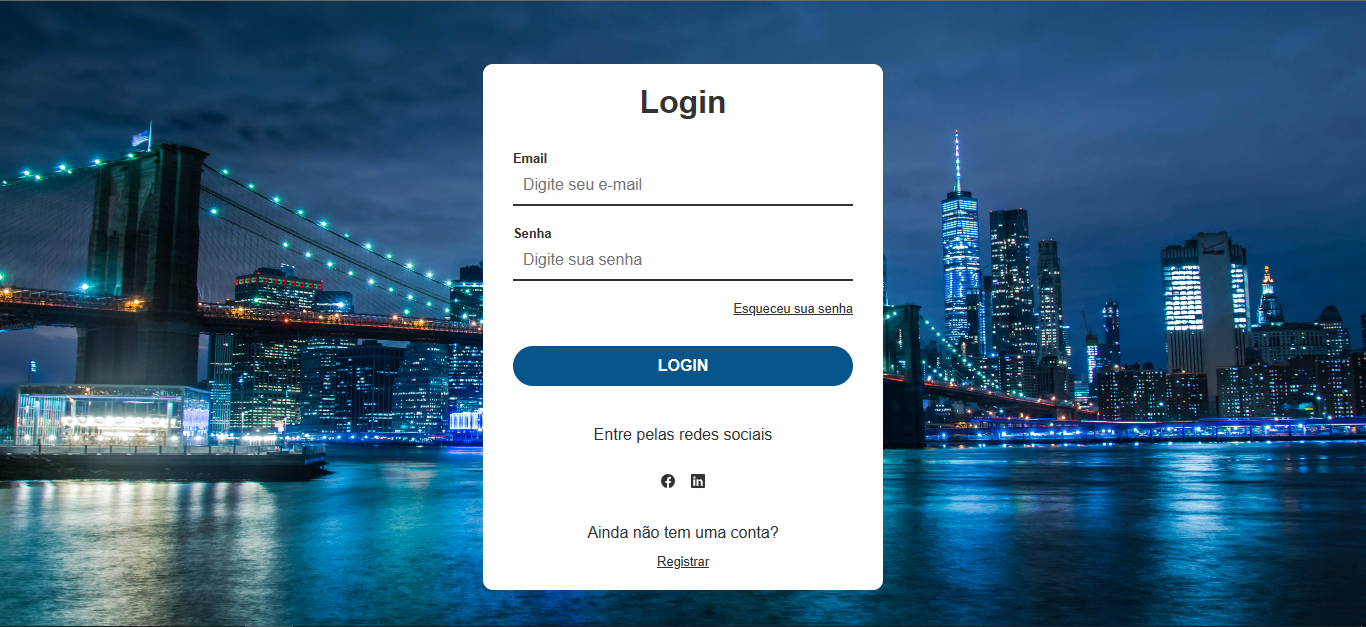 Login
Email
Digite seu e-mail
Senha
Digite sua senha
Esqueceu sua senha
LOGIN
Entre pelas redes sociais
Ainda não tem uma conta?
Registrar